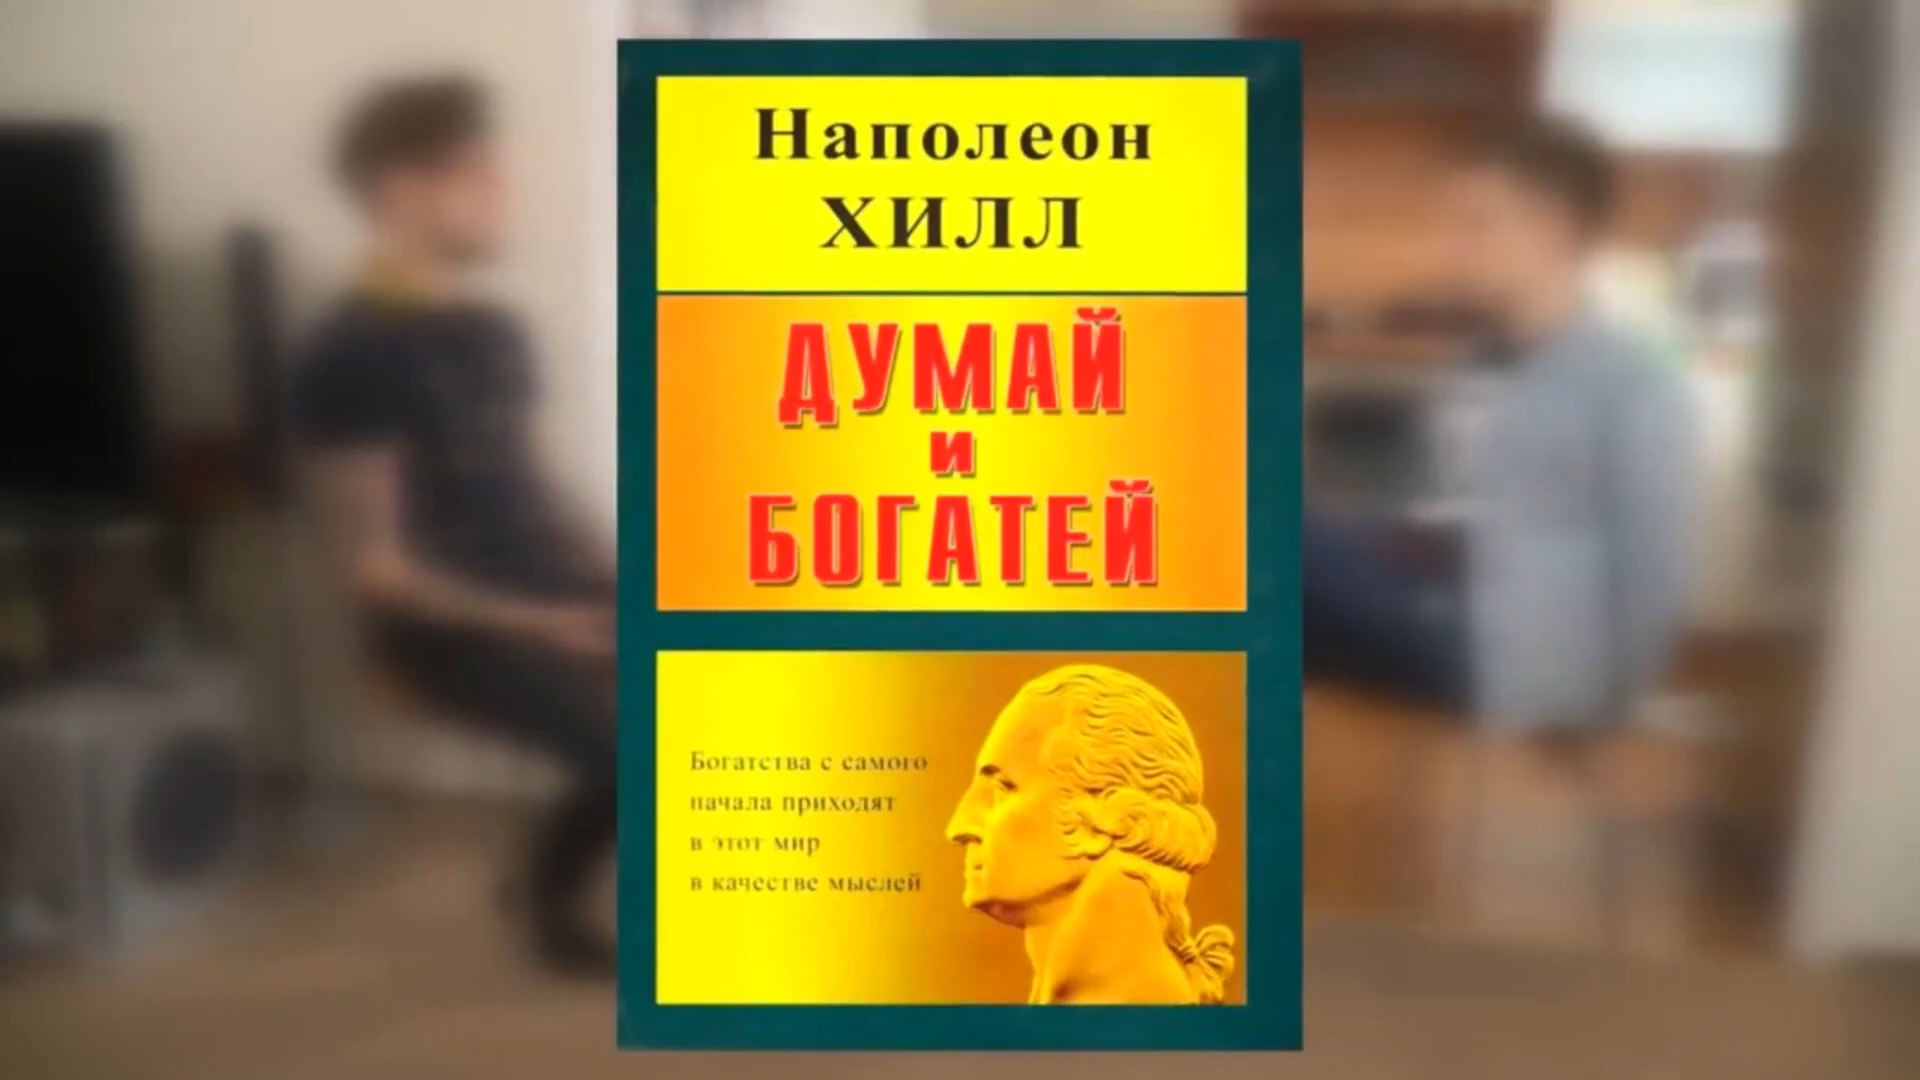 Наполеон
ХИЛЛ
ДУМАЙ
и
БОГАТЕЙ
Богатства с самого
начала приходят
в этот мир
в качестве мыслей